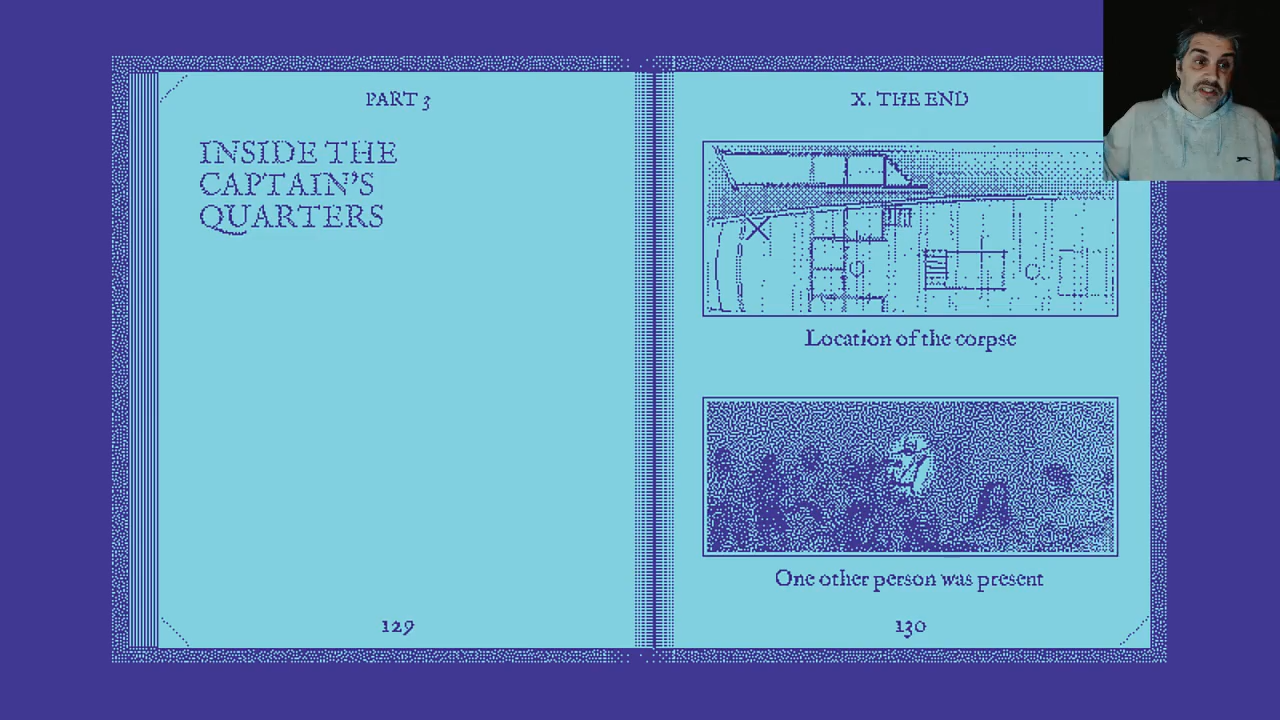 PART 3
INSIDE THE
CAPTAIN'S
QUARTERS
129
X. THE END
Location of the corpse
One other person was present
130